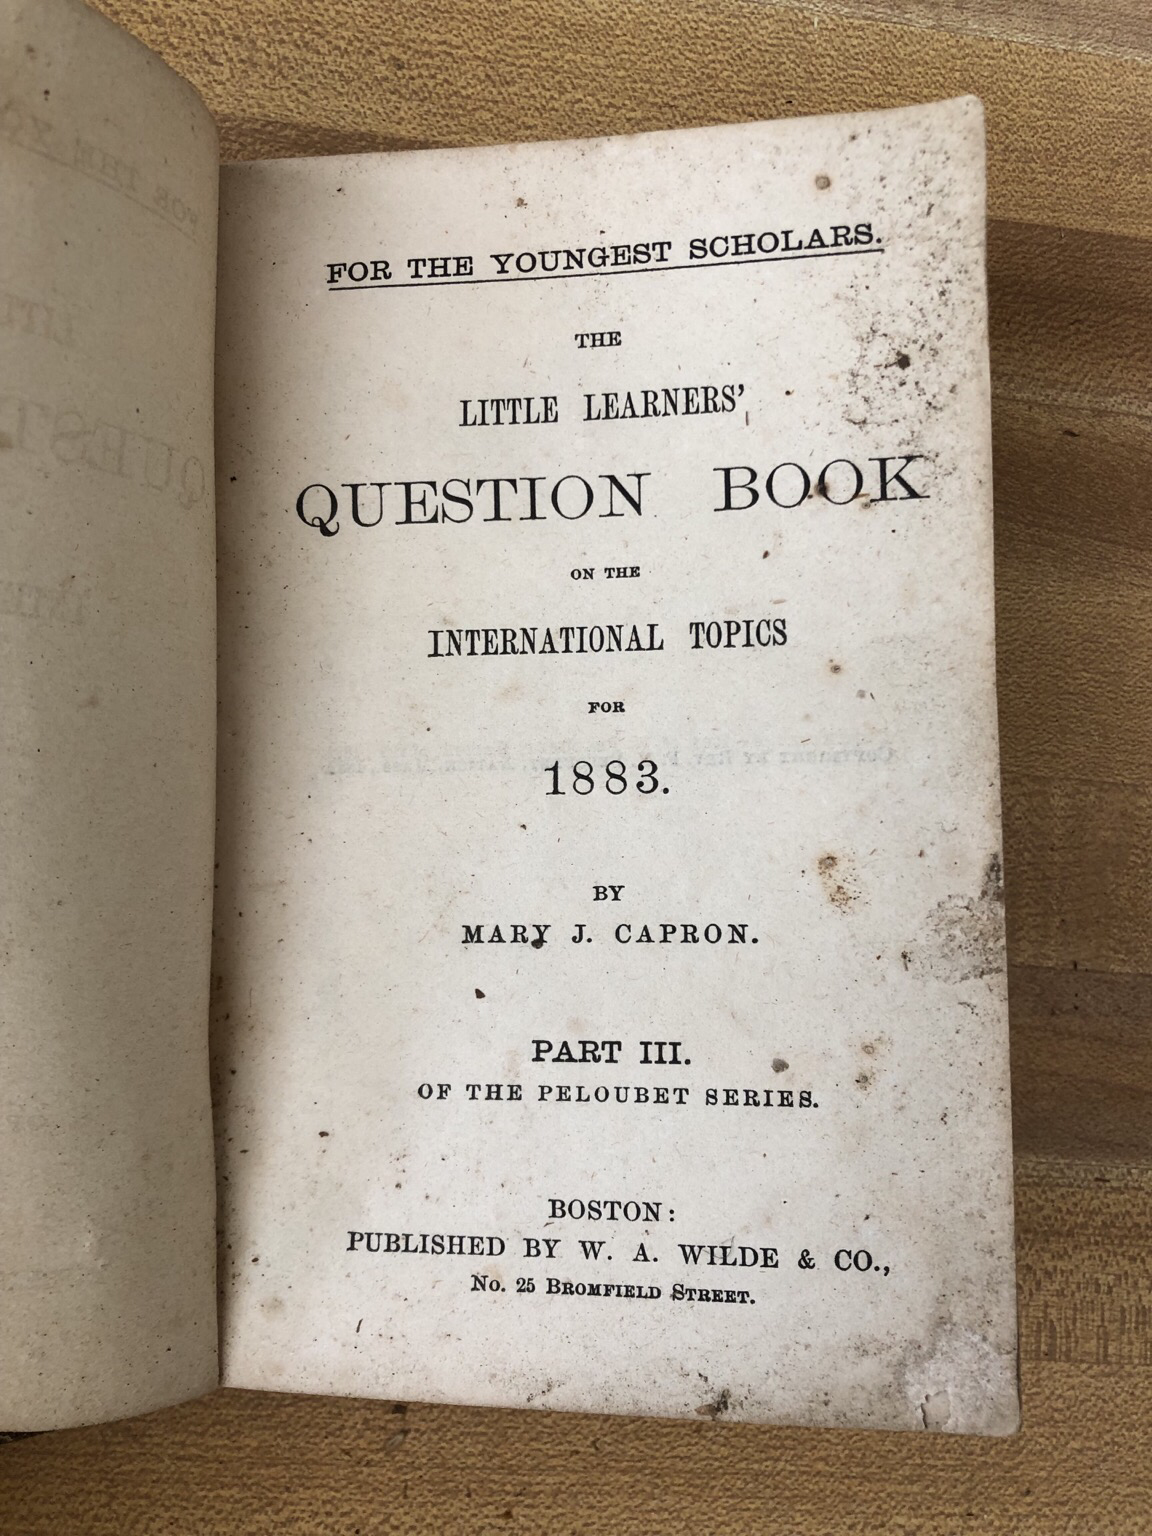 FOR THE YOUNGEST SCHOLARS.
THE
LITTLE LEARNERS'
QUESTION BOOK
ON THE
INTERNATIONAL TOPICS
FOR
1883.
BY
MARY J. CAPRON.
PART III.
OF THE PELOUBET SERIES.
BOSTON:
PUBLISHED BY W. A. WILDE & CO.,
No. 25 BROMFIELD STREET.